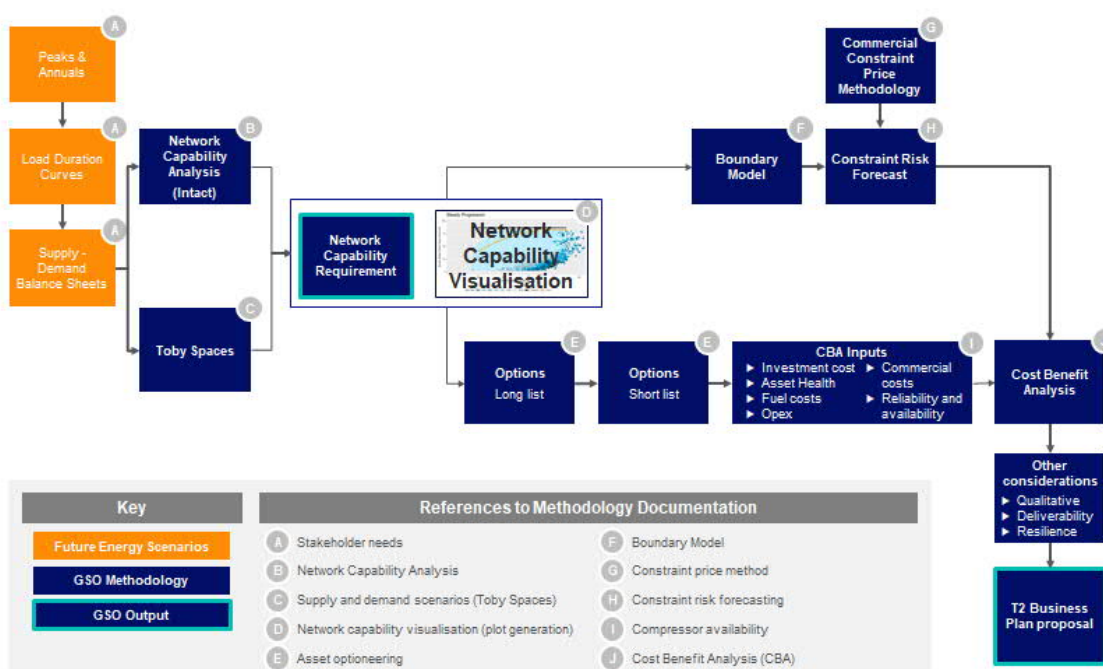 A
Peaks &
Annuals
A
Load Duration
Curves
A
Supply -
Demand
Balance Sheets
B
Network
Capability
Analysis
(Intact)
C
Toby Spaces
Network
Capability
Requirement
D
Network
Capability
Visualisation
F
Boundary
Model
G
Commercial
Constraint
Price
Methodology
H
Constraint Risk
Forecast
E
Options
Long list
E
Options
Short list
I
CBA Inputs
▶ Investment cost
▶ Asset Health
▶ Fuel costs
▶ Opex
▶ Commercial
costs
▶ Reliability and
availability
J
Cost Benefit
Analysis
Other
considerations
▶ Qualitative
▶ Deliverability
▶ Resilience
T2 Business
Plan proposal
Key
Future Energy Scenarios
GSO Methodology
GSO Output
References to Methodology Documentation
A Stakeholder needs
B Network Capability Analysis
C Supply and demand scenarios (Toby Spaces)
D Network capability visualisation (plot generation)
E Asset optioneering
F Boundary Model
G Constraint price method
H Constraint risk forecasting
I Compressor availability
J Cost Benefit Analysis (CBA)